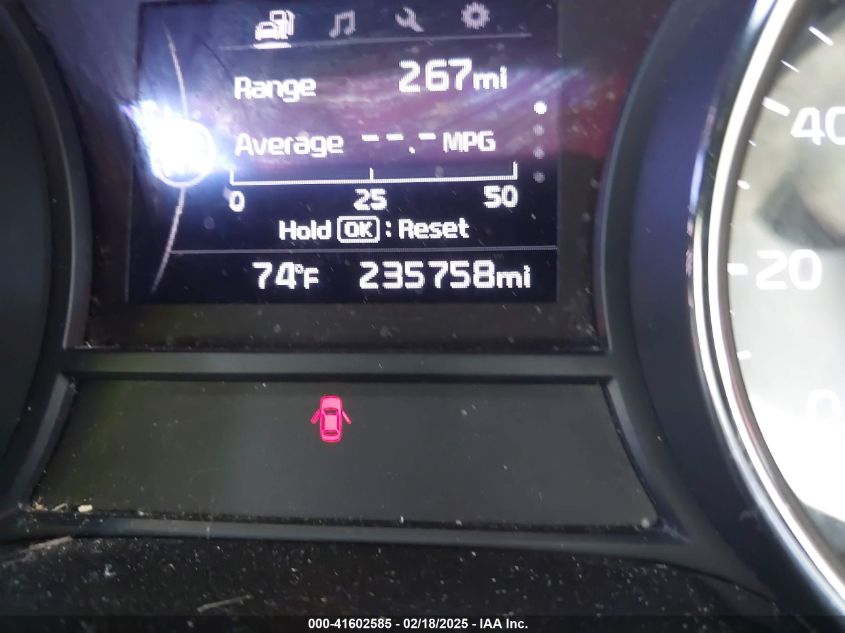 Range 267mi
Average --.- MPG
0 25 50
Hold OK : Reset
74°F 235758mi
40
20
0
000-41602585 - 02/18/2025 - IAA Inc.